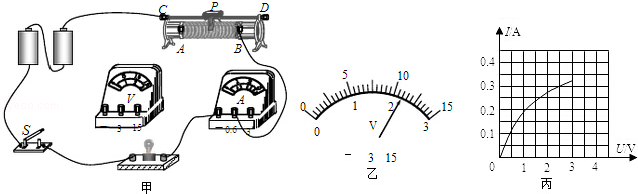 C P D
A B
S
V
- 3 15
A
- 0.6 3
甲
0 5 10 15
0 1 2 3
V
- 3 15
乙
I/A
0.4
0.3
0.2
0.1
0 1 2 3 4
U/V
丙